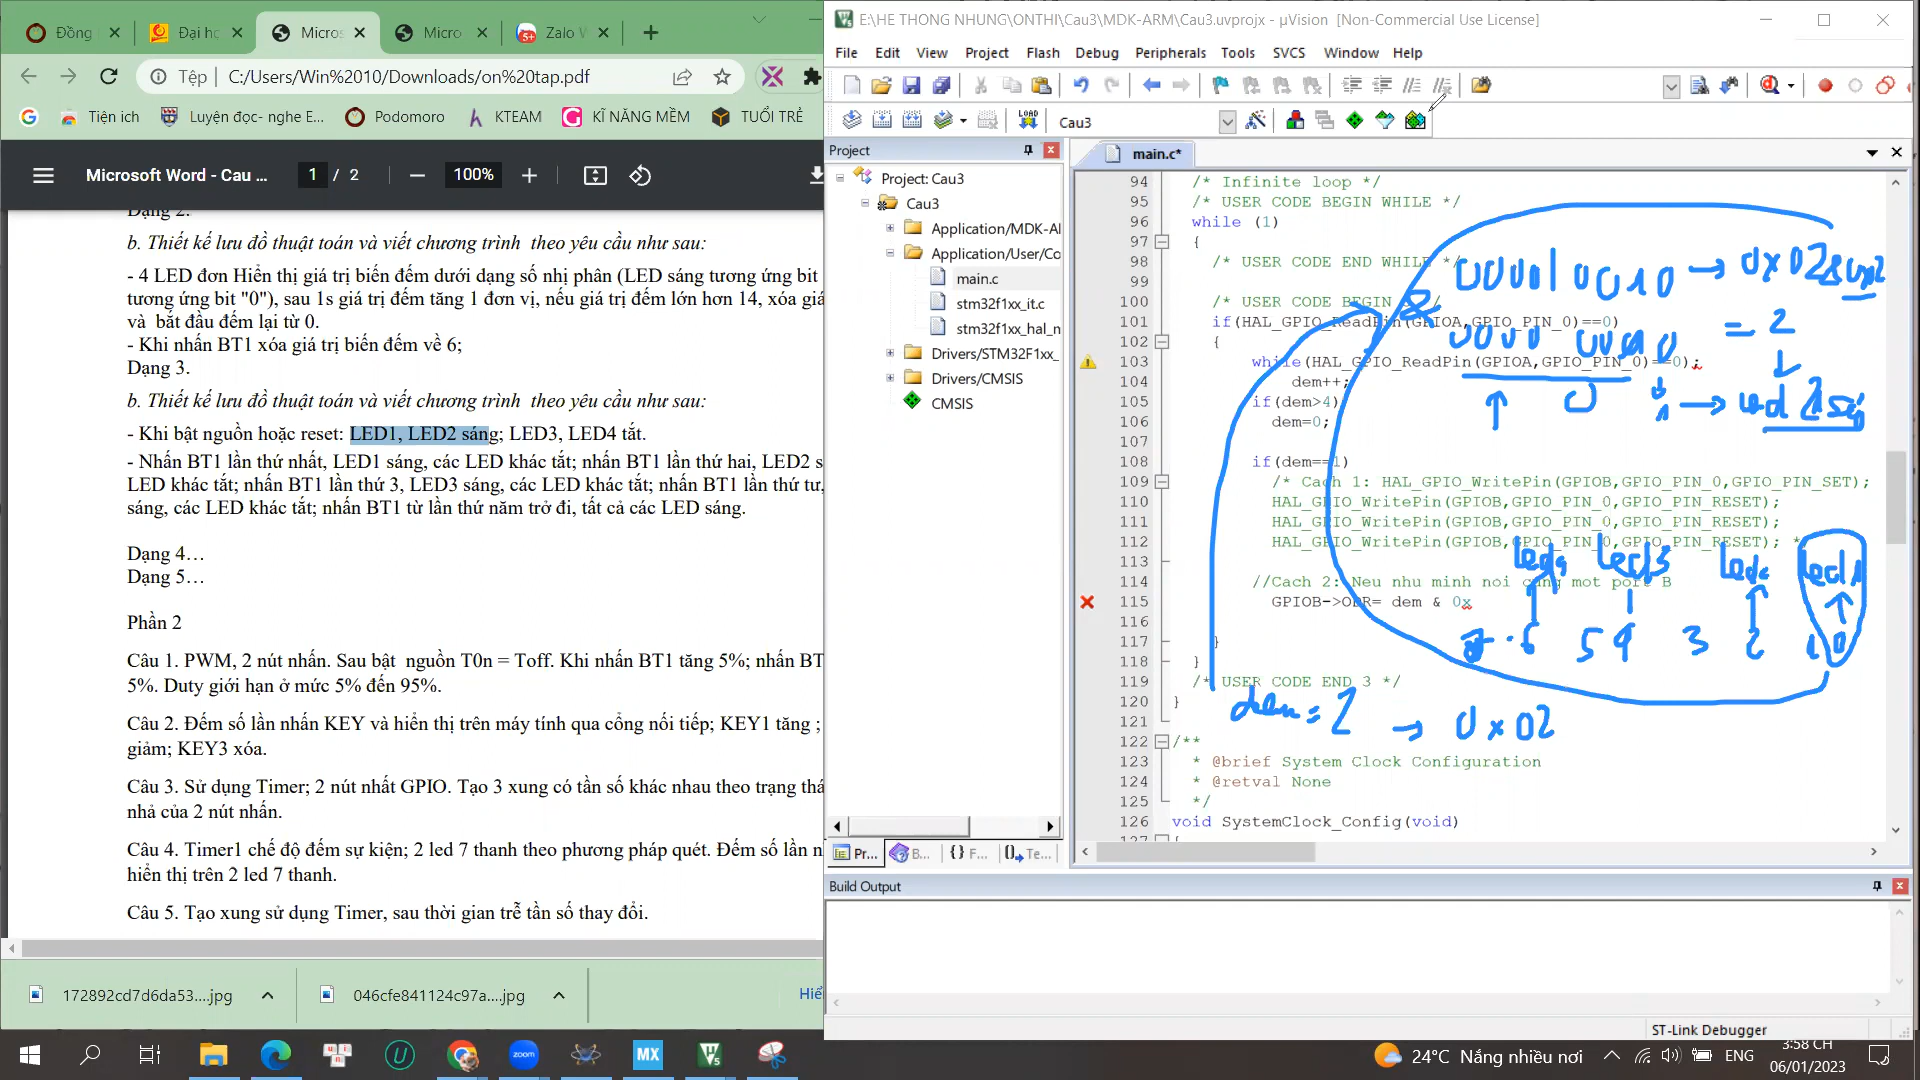 Đồng
Đại họ
Micros
Micro
Zalo W
Tệp
C:/Users/Win%2010/Downloads/on%20tap.pdf
Tiện ich
Luyện đọc- nghe E...
Podomoro
KTEAM
KĨ NĂNG MỀM
TUỔI TRẺ
Microsoft Word - Cau ...
1 / 2
100%
Dạng 2.
b. Thiết kế lưu đồ thuật toán và viết chương trình theo yêu cầu như sau:
- 4 LED đơn Hiển thị giá trị biến đếm dưới dạng số nhị phân (LED sáng tương ứng bit
tương ứng bit "0"), sau 1s giá trị đếm tăng 1 đơn vị, nếu giá trị đếm lớn hơn 14, xóa giá
và bắt đầu đếm lại từ 0.
- Khi nhấn BT1 xóa giá trị biến đếm về 6;
Dạng 3.
b. Thiết kế lưu đồ thuật toán và viết chương trình theo yêu cầu như sau:
- Khi bật nguồn hoặc reset: LED1, LED2 sáng; LED3, LED4 tắt.
- Nhấn BT1 lần thứ nhất, LED1 sáng, các LED khác tắt; nhấn BT1 lần thứ hai, LED2 s
LED khác tắt; nhấn BT1 lần thứ 3, LED3 sáng, các LED khác tắt; nhấn BT1 lần thứ tư,
sáng, các LED khác tắt; nhấn BT1 từ lần thứ năm trở đi, tất cả các LED sáng.
Dạng 4…
Dạng 5…
Phần 2
Câu 1. PWM, 2 nút nhấn. Sau bật nguồn T0n = Toff. Khi nhấn BT1 tăng 5%; nhấn BT
5%. Duty giới hạn ở mức 5% đến 95%.
Câu 2. Đếm số lần nhấn KEY và hiển thị trên máy tính qua cổng nối tiếp; KEY1 tăng ;
giảm; KEY3 xóa.
Câu 3. Sử dụng Timer; 2 nút nhất GPIO. Tạo 3 xung có tần số khác nhau theo trạng thá
nhả của 2 nút nhấn.
Câu 4. Timer1 chế độ đếm sự kiện; 2 led 7 thanh theo phương pháp quét. Đếm số lần n
hiển thị trên 2 led 7 thanh.
Câu 5. Tạo xung sử dụng Timer, sau thời gian trễ tần số thay đổi.
172892cd7d6da53....jpg
046cfe841124c97a....jpg
Hiể
E:\HE THONG NHUNG\ONTHI\Cau3\MDK-ARM\Cau3.uvprojx - µVision [Non-Commercial Use License]
File Edit View Project Flash Debug Peripherals Tools SVCS Window Help
LOAD
Cau3
Project
Project: Cau3
Cau3
Application/MDK-AI
Application/User/Co
main.c
stm32f1xx_it.c
stm32f1xx_hal_n
Drivers/STM32F1xx_
Drivers/CMSIS
CMSIS
Pr...
B...
{} F...
Te...
main.c*
94 /* Infinite loop */
95 /* USER CODE BEGIN WHILE */
96 while (1)
97 {
98 /* USER CODE END WHILE */
99
100 /* USER CODE BEGIN 3 */
101 if(HAL_GPIO_ReadPin(GPIOA,GPIO_PIN_0)==0)
102 {
103 while(HAL_GPIO_ReadPin(GPIOA,GPIO_PIN_0)==0);
104 dem++;
105 if(dem>4)
106 dem=0;
107
108 if(dem==1)
109 /* Cach 1: HAL_GPIO_WritePin(GPIOB,GPIO_PIN_0,GPIO_PIN_SET);
110 HAL_GPIO_WritePin(GPIOB,GPIO_PIN_0,GPIO_PIN_RESET);
111 HAL_GPIO_WritePin(GPIOB,GPIO_PIN_0,GPIO_PIN_RESET);
112 HAL_GPIO_WritePin(GPIOB,GPIO_PIN_0,GPIO_PIN_RESET); *
113
114 //Cach 2: Neu nhu minh noi cung mot port B
115 GPIOB->ODR= dem & 0x
116
117 }
118 }
119 /* USER CODE END 3 */
120 }
121
122 /**
123 * @brief System Clock Configuration
124 * @retval None
125 */
126 void SystemClock_Config(void)
127 {
= 2
led4 led3 led2 led1
6 5 4 3 2 1 0
dem = 2 → 0x02
Build Output
ST-Link Debugger
zoom
MX
24°C Nắng nhiều nơi
ENG
3:58 CH
06/01/2023